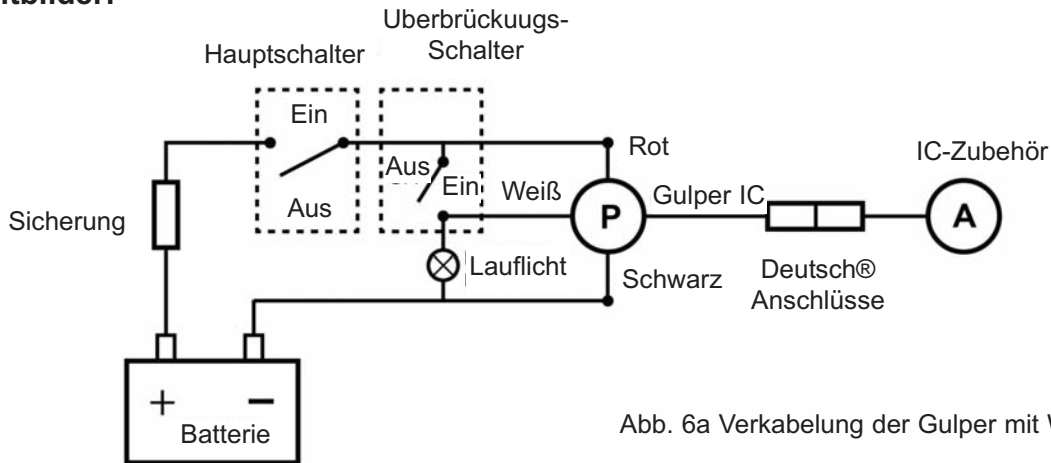 Uberbrückuugs-
Schalter
Hauptschalter
Ein
Aus
Aus
Ein
Weiß
Rot
IC-Zubehör
Gulper IC
P
A
Sicherung
Lauflicht
Schwarz
Deutsch®
Anschlüsse
+
−
Batterie
Abb. 6a Verkabelung der Gulper mit